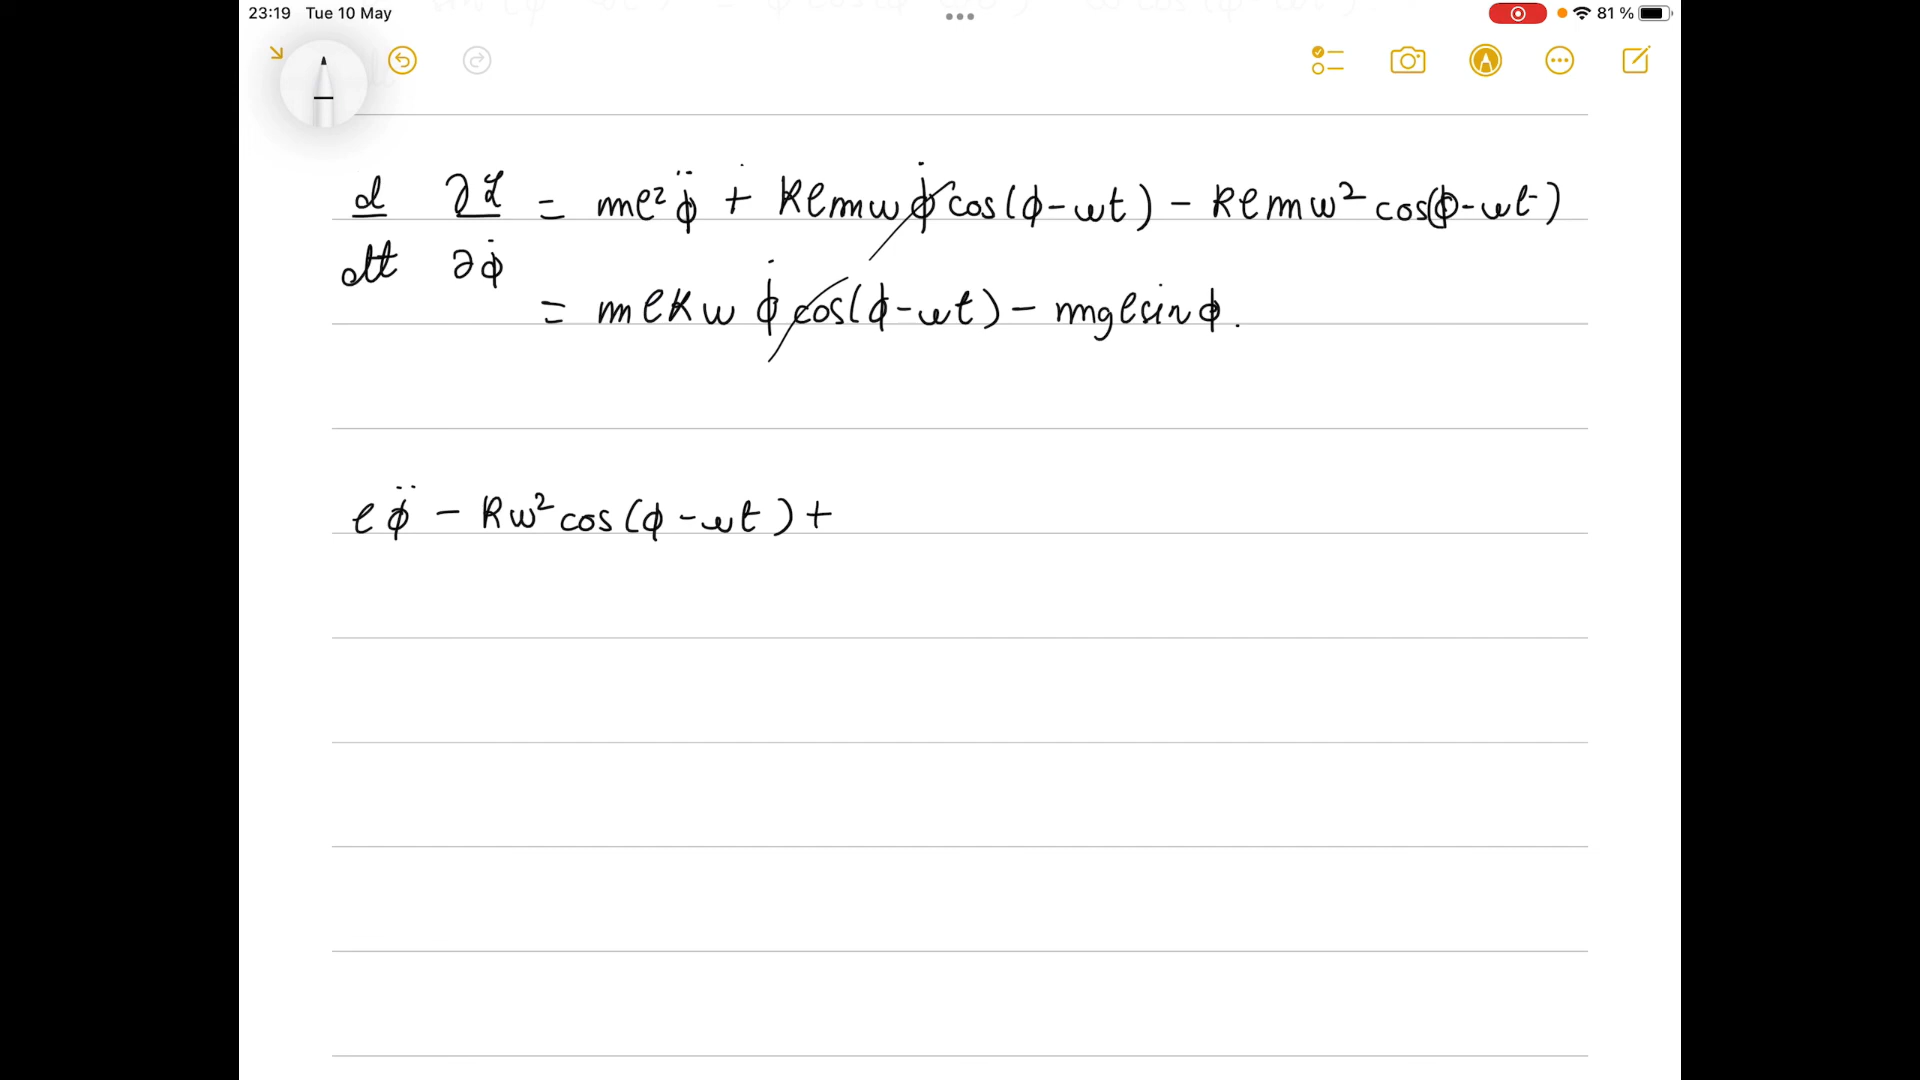 23:19 Tue 10 May 81 %
d/dt ∂ℒ/∂ϕ̇ = mℓ²ϕ̈ + Rℓmωϕ̇cos(ϕ-ωt) - Rℓmω²cos(ϕ-ωt)
= mℓRωϕ̇cos(ϕ-ωt) - mgℓsinϕ.
ℓϕ̈ - Rω²cos(ϕ-ωt) +